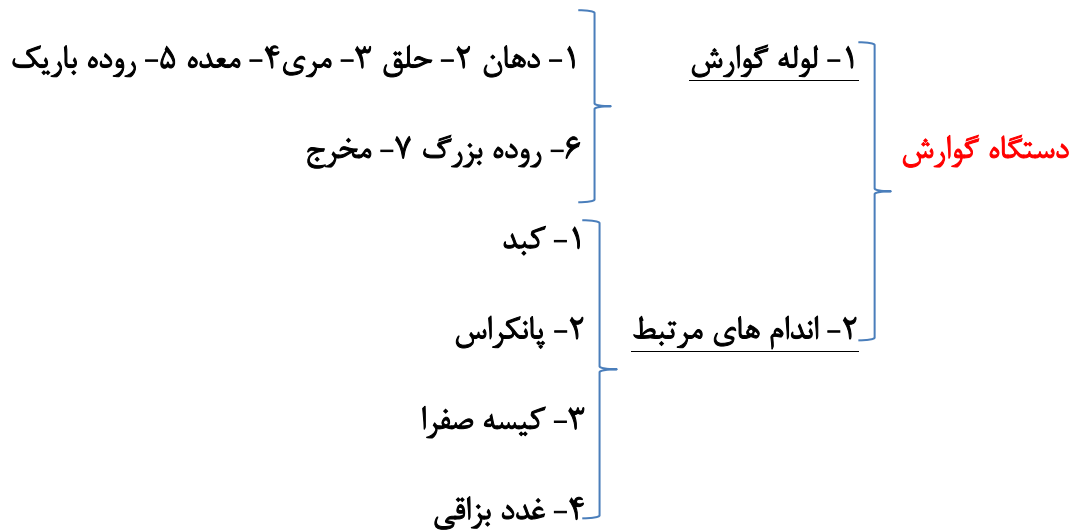 دستگاه گوارش
۱- لوله گوارش
۱- دهان ۲- حلق ۳- مری۴- معده ۵- روده باریک
۶- روده بزرگ ۷- مخرج
۲- اندام های مرتبط
۱- کبد
۲- پانکراس
۳- کیسه صفرا
۴- غدد بزاقی